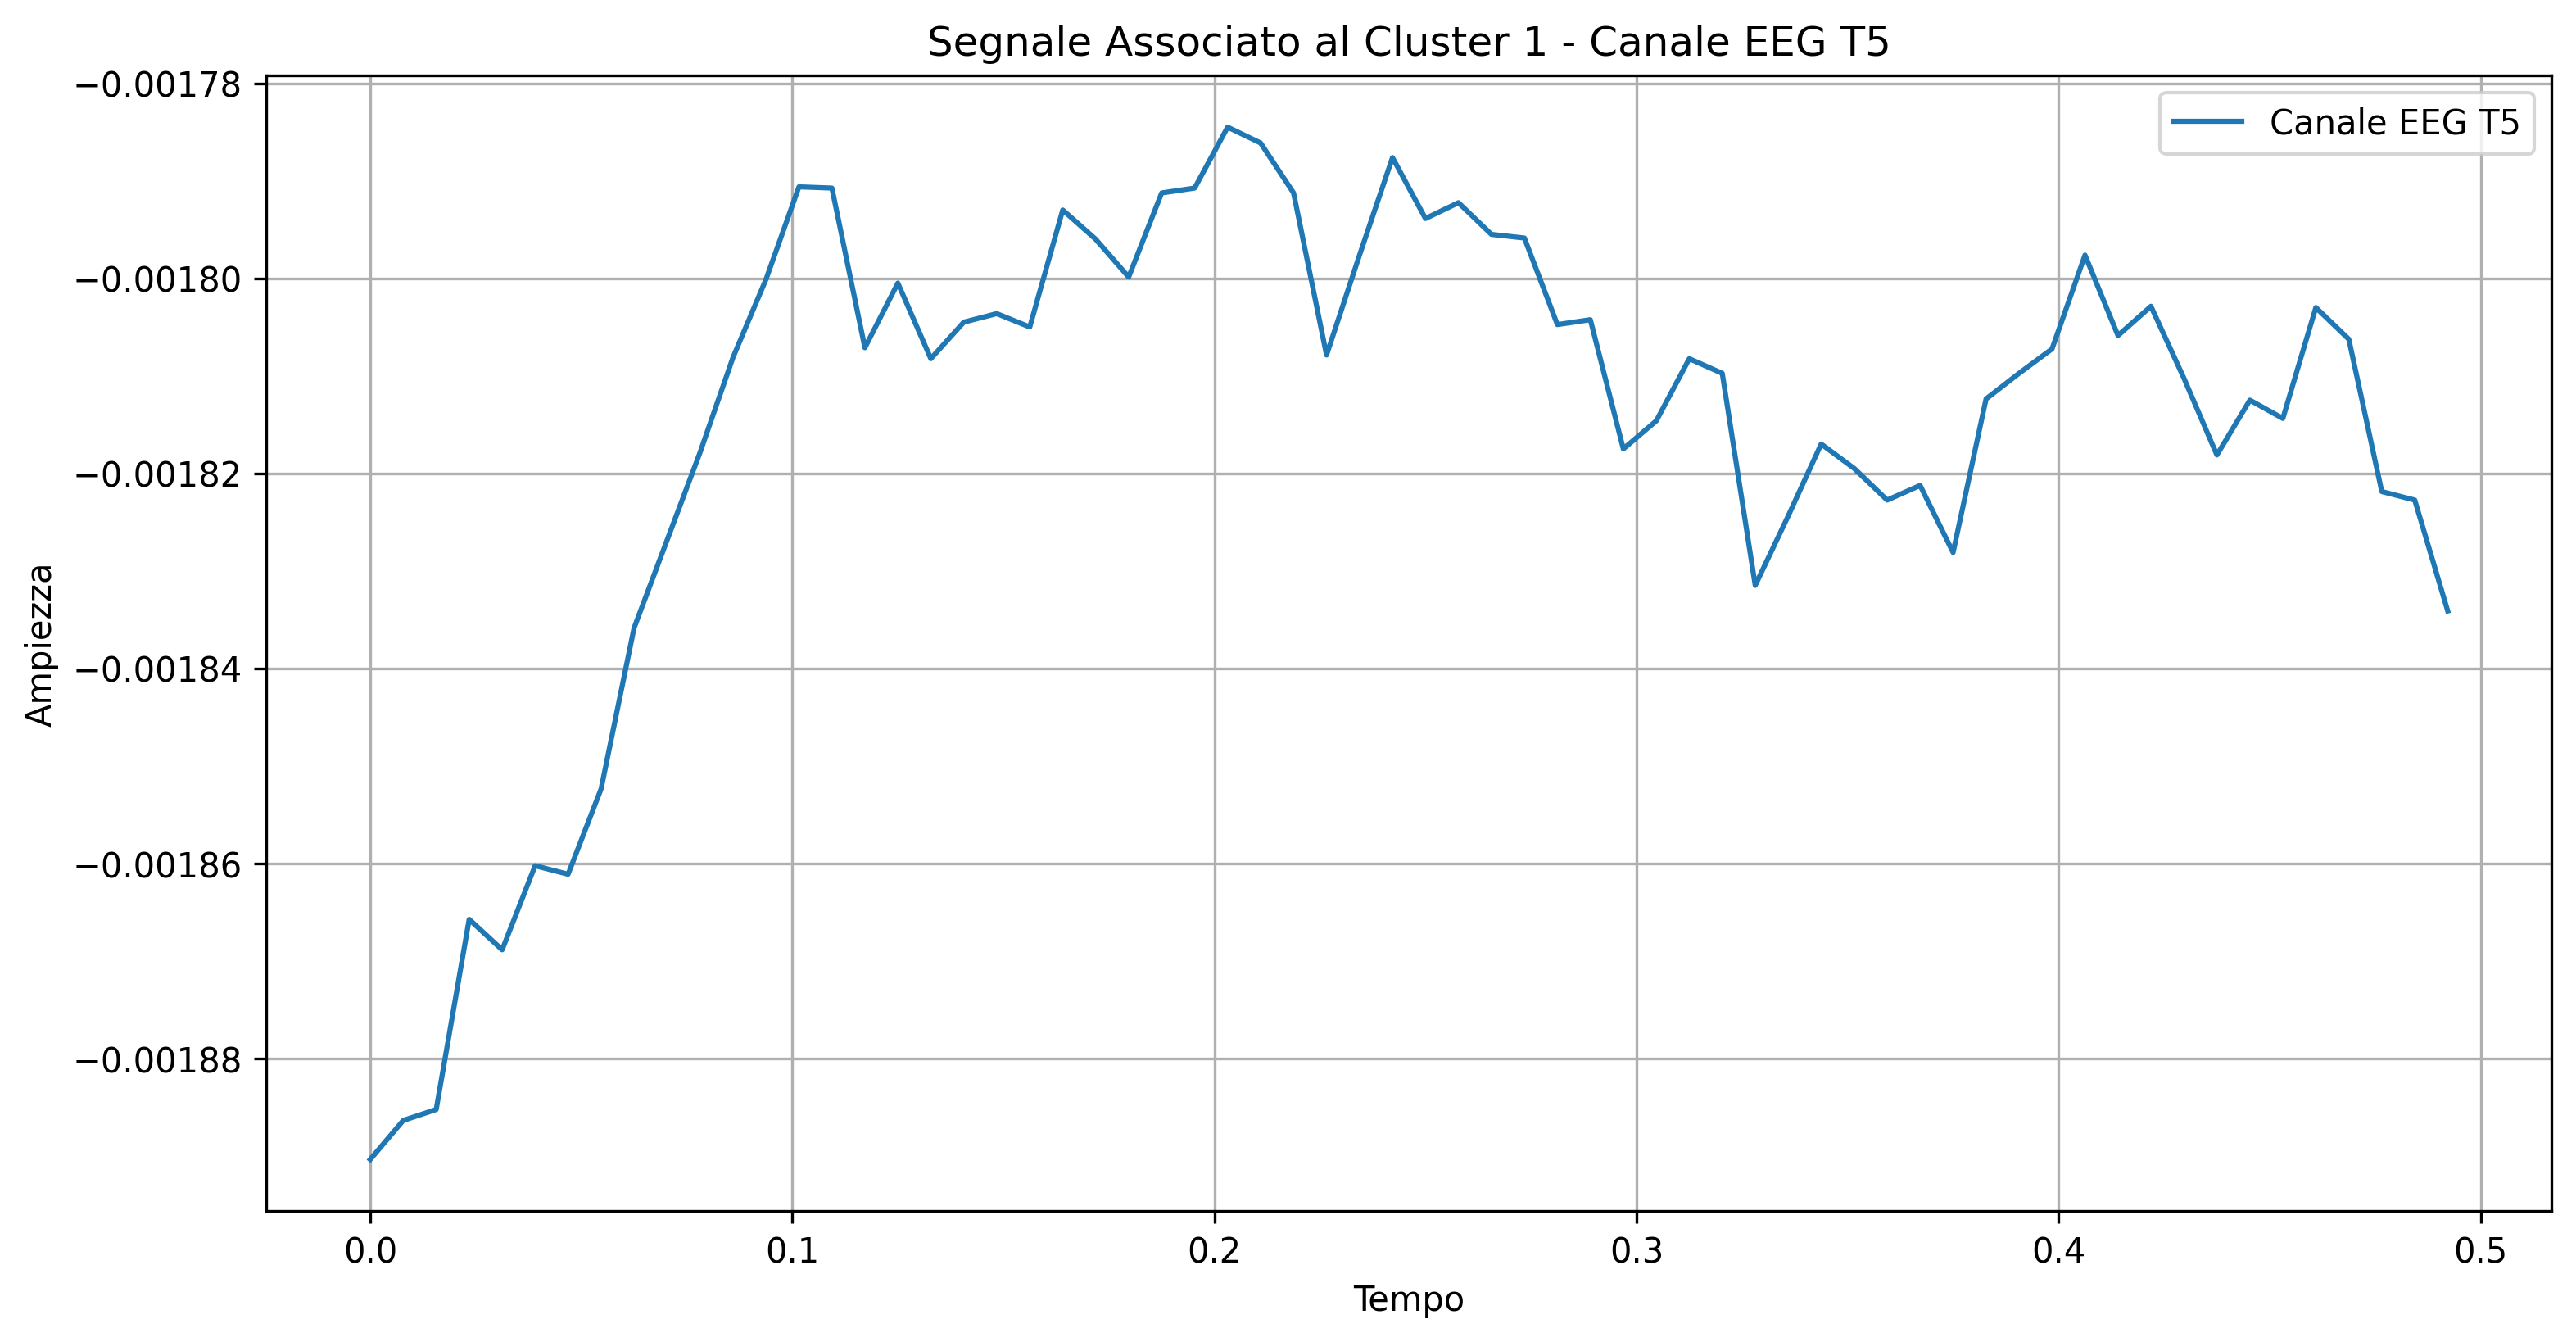 Segnale Associato al Cluster 1 - Canale EEG T5
Canale EEG T5
Ampiezza
−0.00178
−0.00180
−0.00182
−0.00184
−0.00186
−0.00188
0.0 0.1 0.2 0.3 0.4 0.5
Tempo